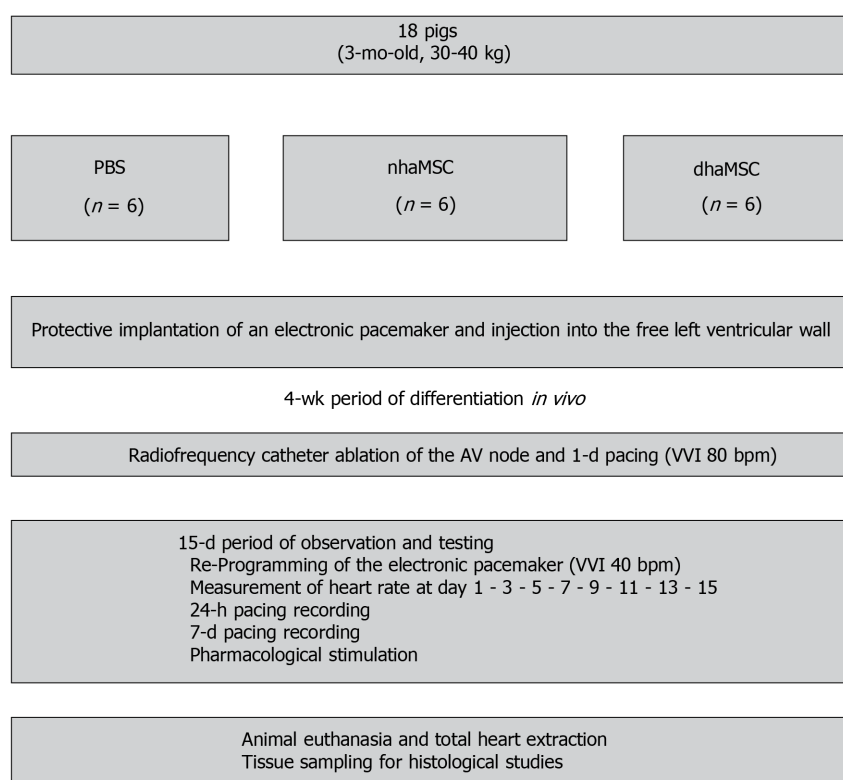 18 pigs
(3-mo-old, 30-40 kg)
PBS
(n = 6)
nhaMSC
(n = 6)
dhaMSC
(n = 6)
Protective implantation of an electronic pacemaker and injection into the free left ventricular wall
4-wk period of differentiation in vivo
Radiofrequency catheter ablation of the AV node and 1-d pacing (VVI 80 bpm)
15-d period of observation and testing
Re-Programming of the electronic pacemaker (VVI 40 bpm)
Measurement of heart rate at day 1 - 3 - 5 - 7 - 9 - 11 - 13 - 15
24-h pacing recording
7-d pacing recording
Pharmacological stimulation
Animal euthanasia and total heart extraction
Tissue sampling for histological studies